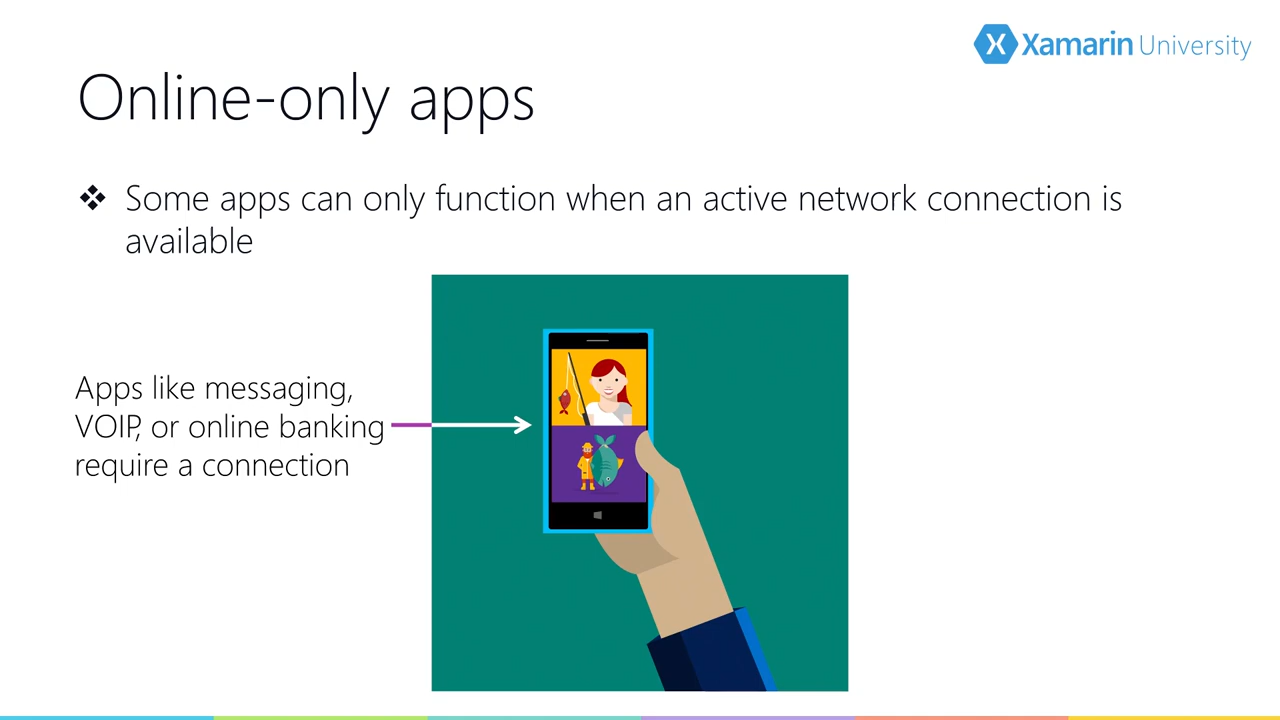 Xamarin University
Online-only apps
❖ Some apps can only function when an active network connection is
available
Apps like messaging,
VOIP, or online banking
require a connection